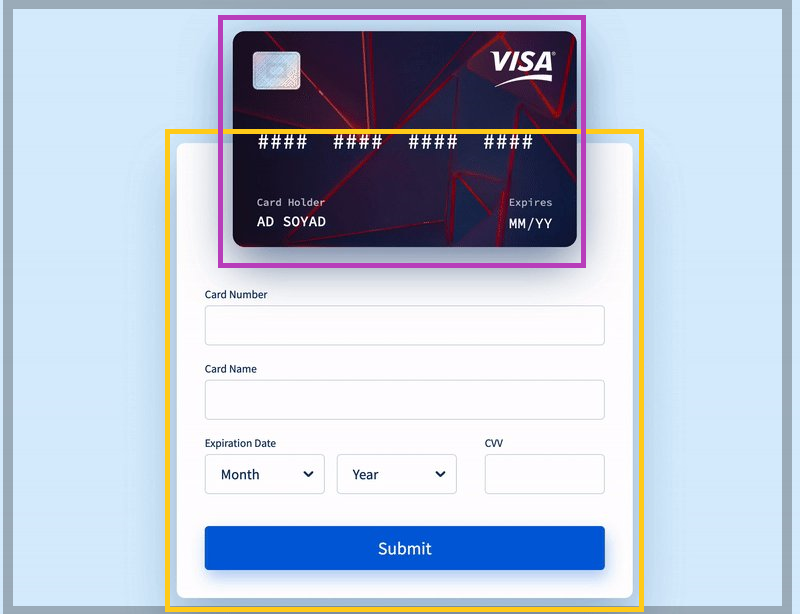 VISA
#### #### #### ####
Card Holder
Expires
AD SOYAD
MM/YY
Card Number
Card Name
Expiration Date
CVV
Month
Year
Submit